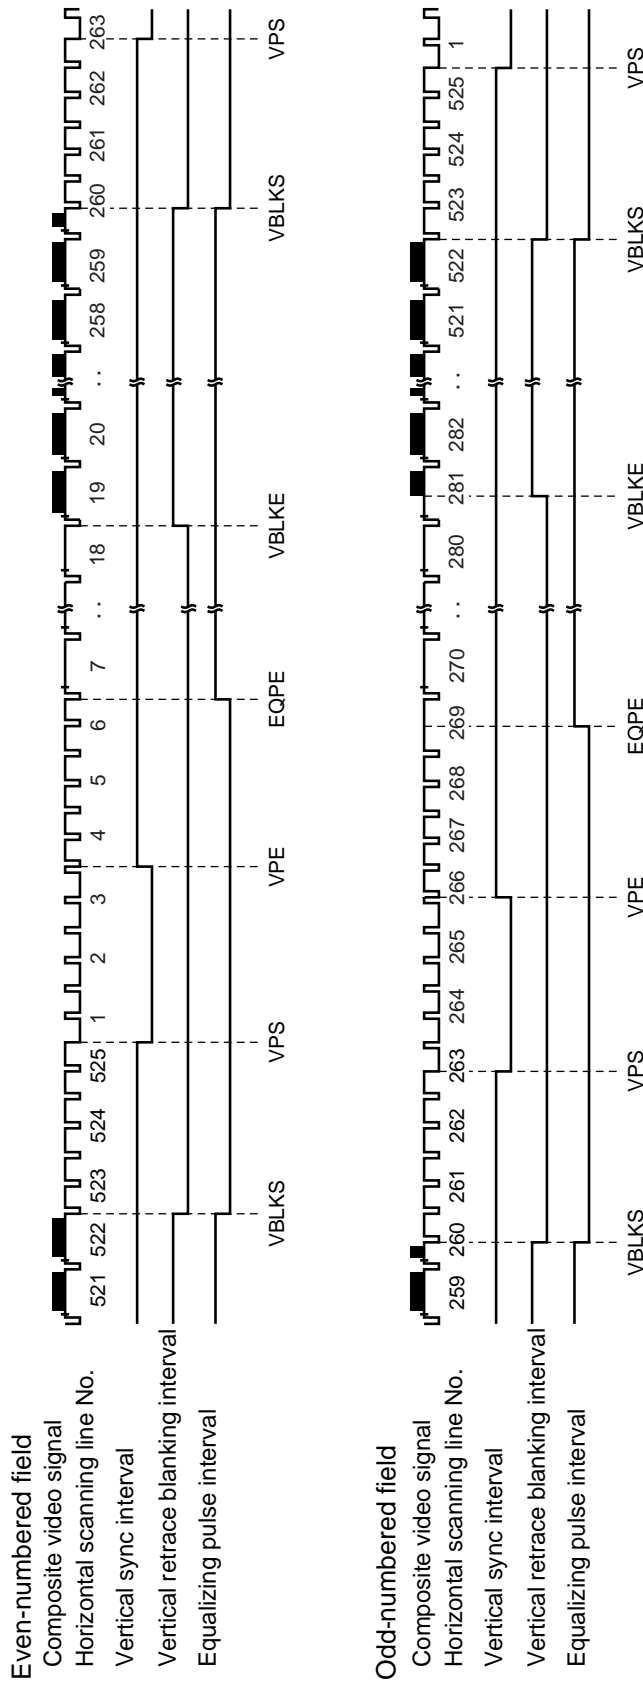 Even-numbered field
Composite video signal
Horizontal scanning line No. 521 522 523 524 525 1 2 3 4 5 6 7 . . 18 19 20 . . 258 259 260 261 262 263
Vertical sync interval
Vertical retrace blanking interval
Equalizing pulse interval
VBLKS VPS VPE EQPE VBLKE VBLKS VPS
Odd-numbered field
Composite video signal
Horizontal scanning line No. 259 260 261 262 263 264 265 266 267 268 269 270 . . 280 281 282 . . 521 522 523 524 525 1
Vertical sync interval
Vertical retrace blanking interval
Equalizing pulse interval
VBLKS VPS VPE EQPE VBLKE VBLKS VPS